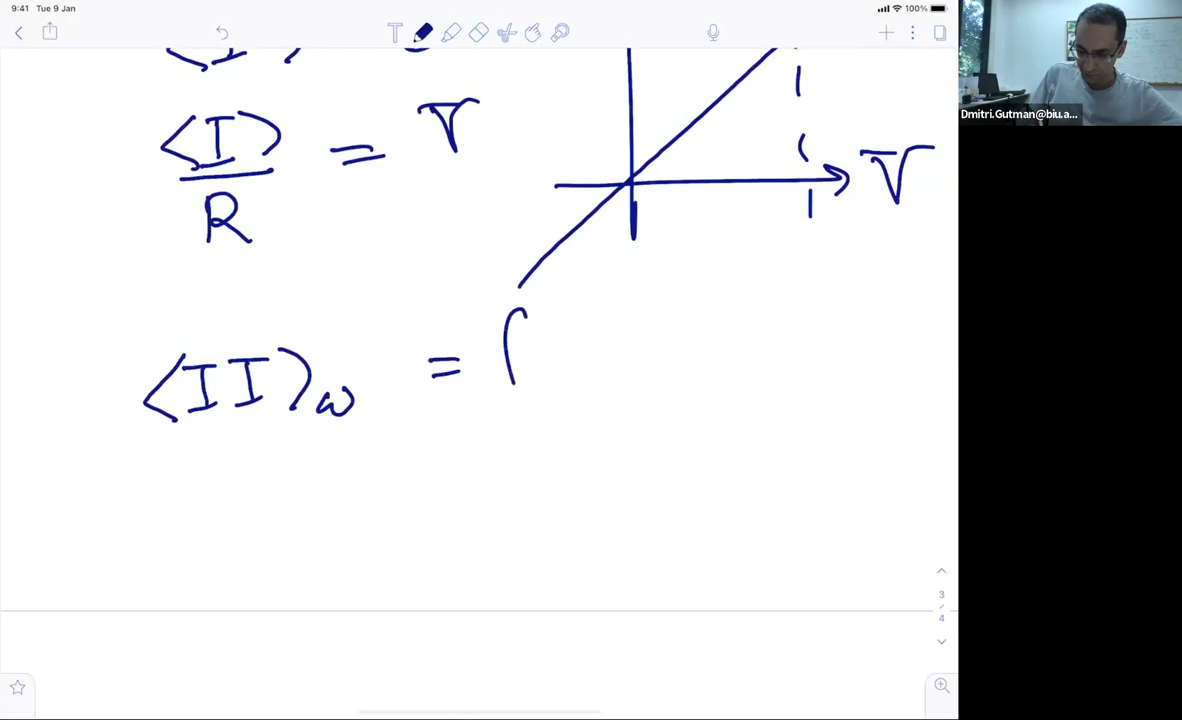 9:41 Tue 9 Jan
100%
T
⟨I⟩/R = V
V
⟨II⟩ω = ∫
3
/
4
Dmitri.Gutman@biu.a...